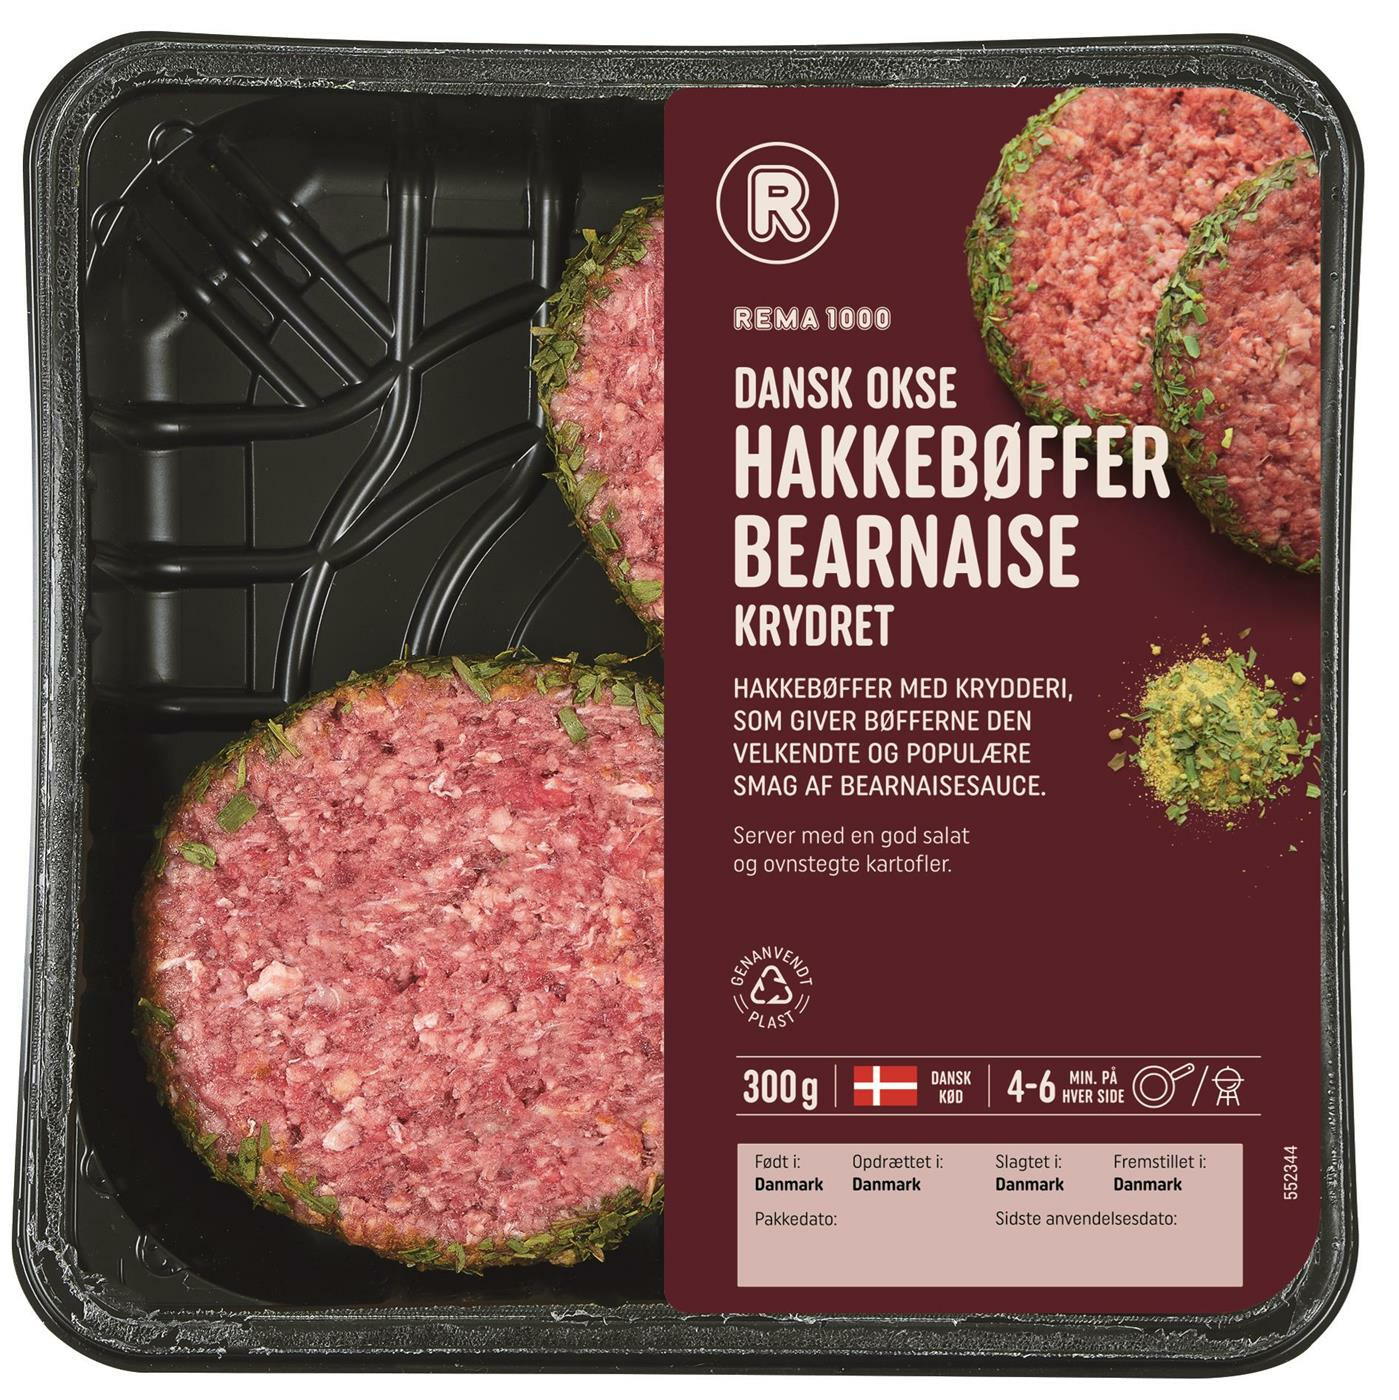 R
REMA 1000
DANSK OKSE
HAKKEBØFFER
BEARNAISE
KRYDRET
HAKKEBØFFER MED KRYDDERI,
SOM GIVER BØFFERNE DEN
VELKENDTE OG POPULÆRE
SMAG AF BEARNAISESAUCE.
Server med en god salat
og ovnstegte kartofler.
GENANVENDT
PLAST
300 g
DANSK
KØD
4-6 MIN. PÅ
HVER SIDE
Født i: Opdrættet i: Slagtet i: Fremstillet i:
Danmark Danmark Danmark Danmark
Pakkedato: Sidste anvendelsesdato:
552344